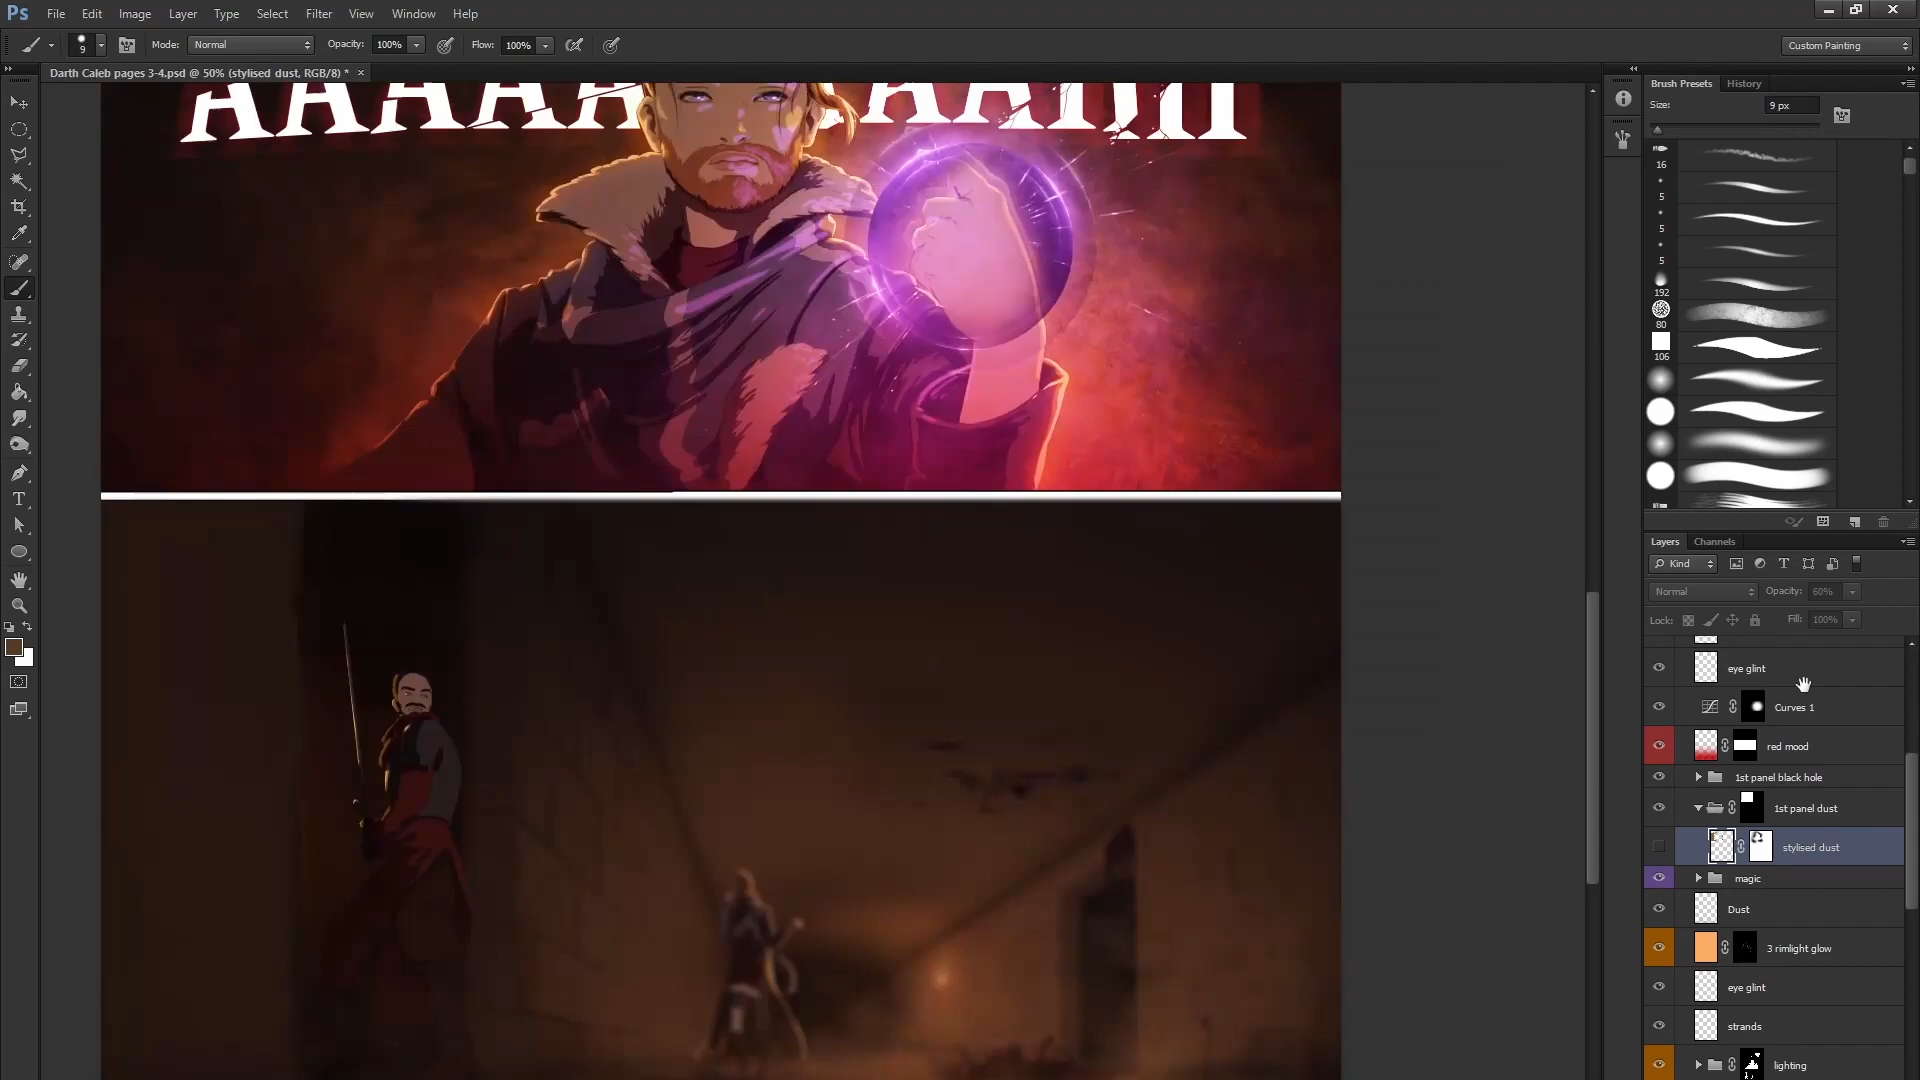 Ps File Edit Image Layer Type Select Filter View Window Help
9 Mode: Normal Opacity: 100% Flow: 100% Custom Painting
Darth Caleb pages 3-4.psd @ 50% (stylised dust, RGB/8) * ×
Brush Presets History
Size: 9 px
16
5
5
5
192
80
106
Layers Channels
Kind
Normal Opacity: 60%
Lock: Fill: 100%
eye glint
Curves 1
red mood
1st panel black hole
1st panel dust
stylised dust
magic
Dust
3 rimlight glow
eye glint
strands
lighting